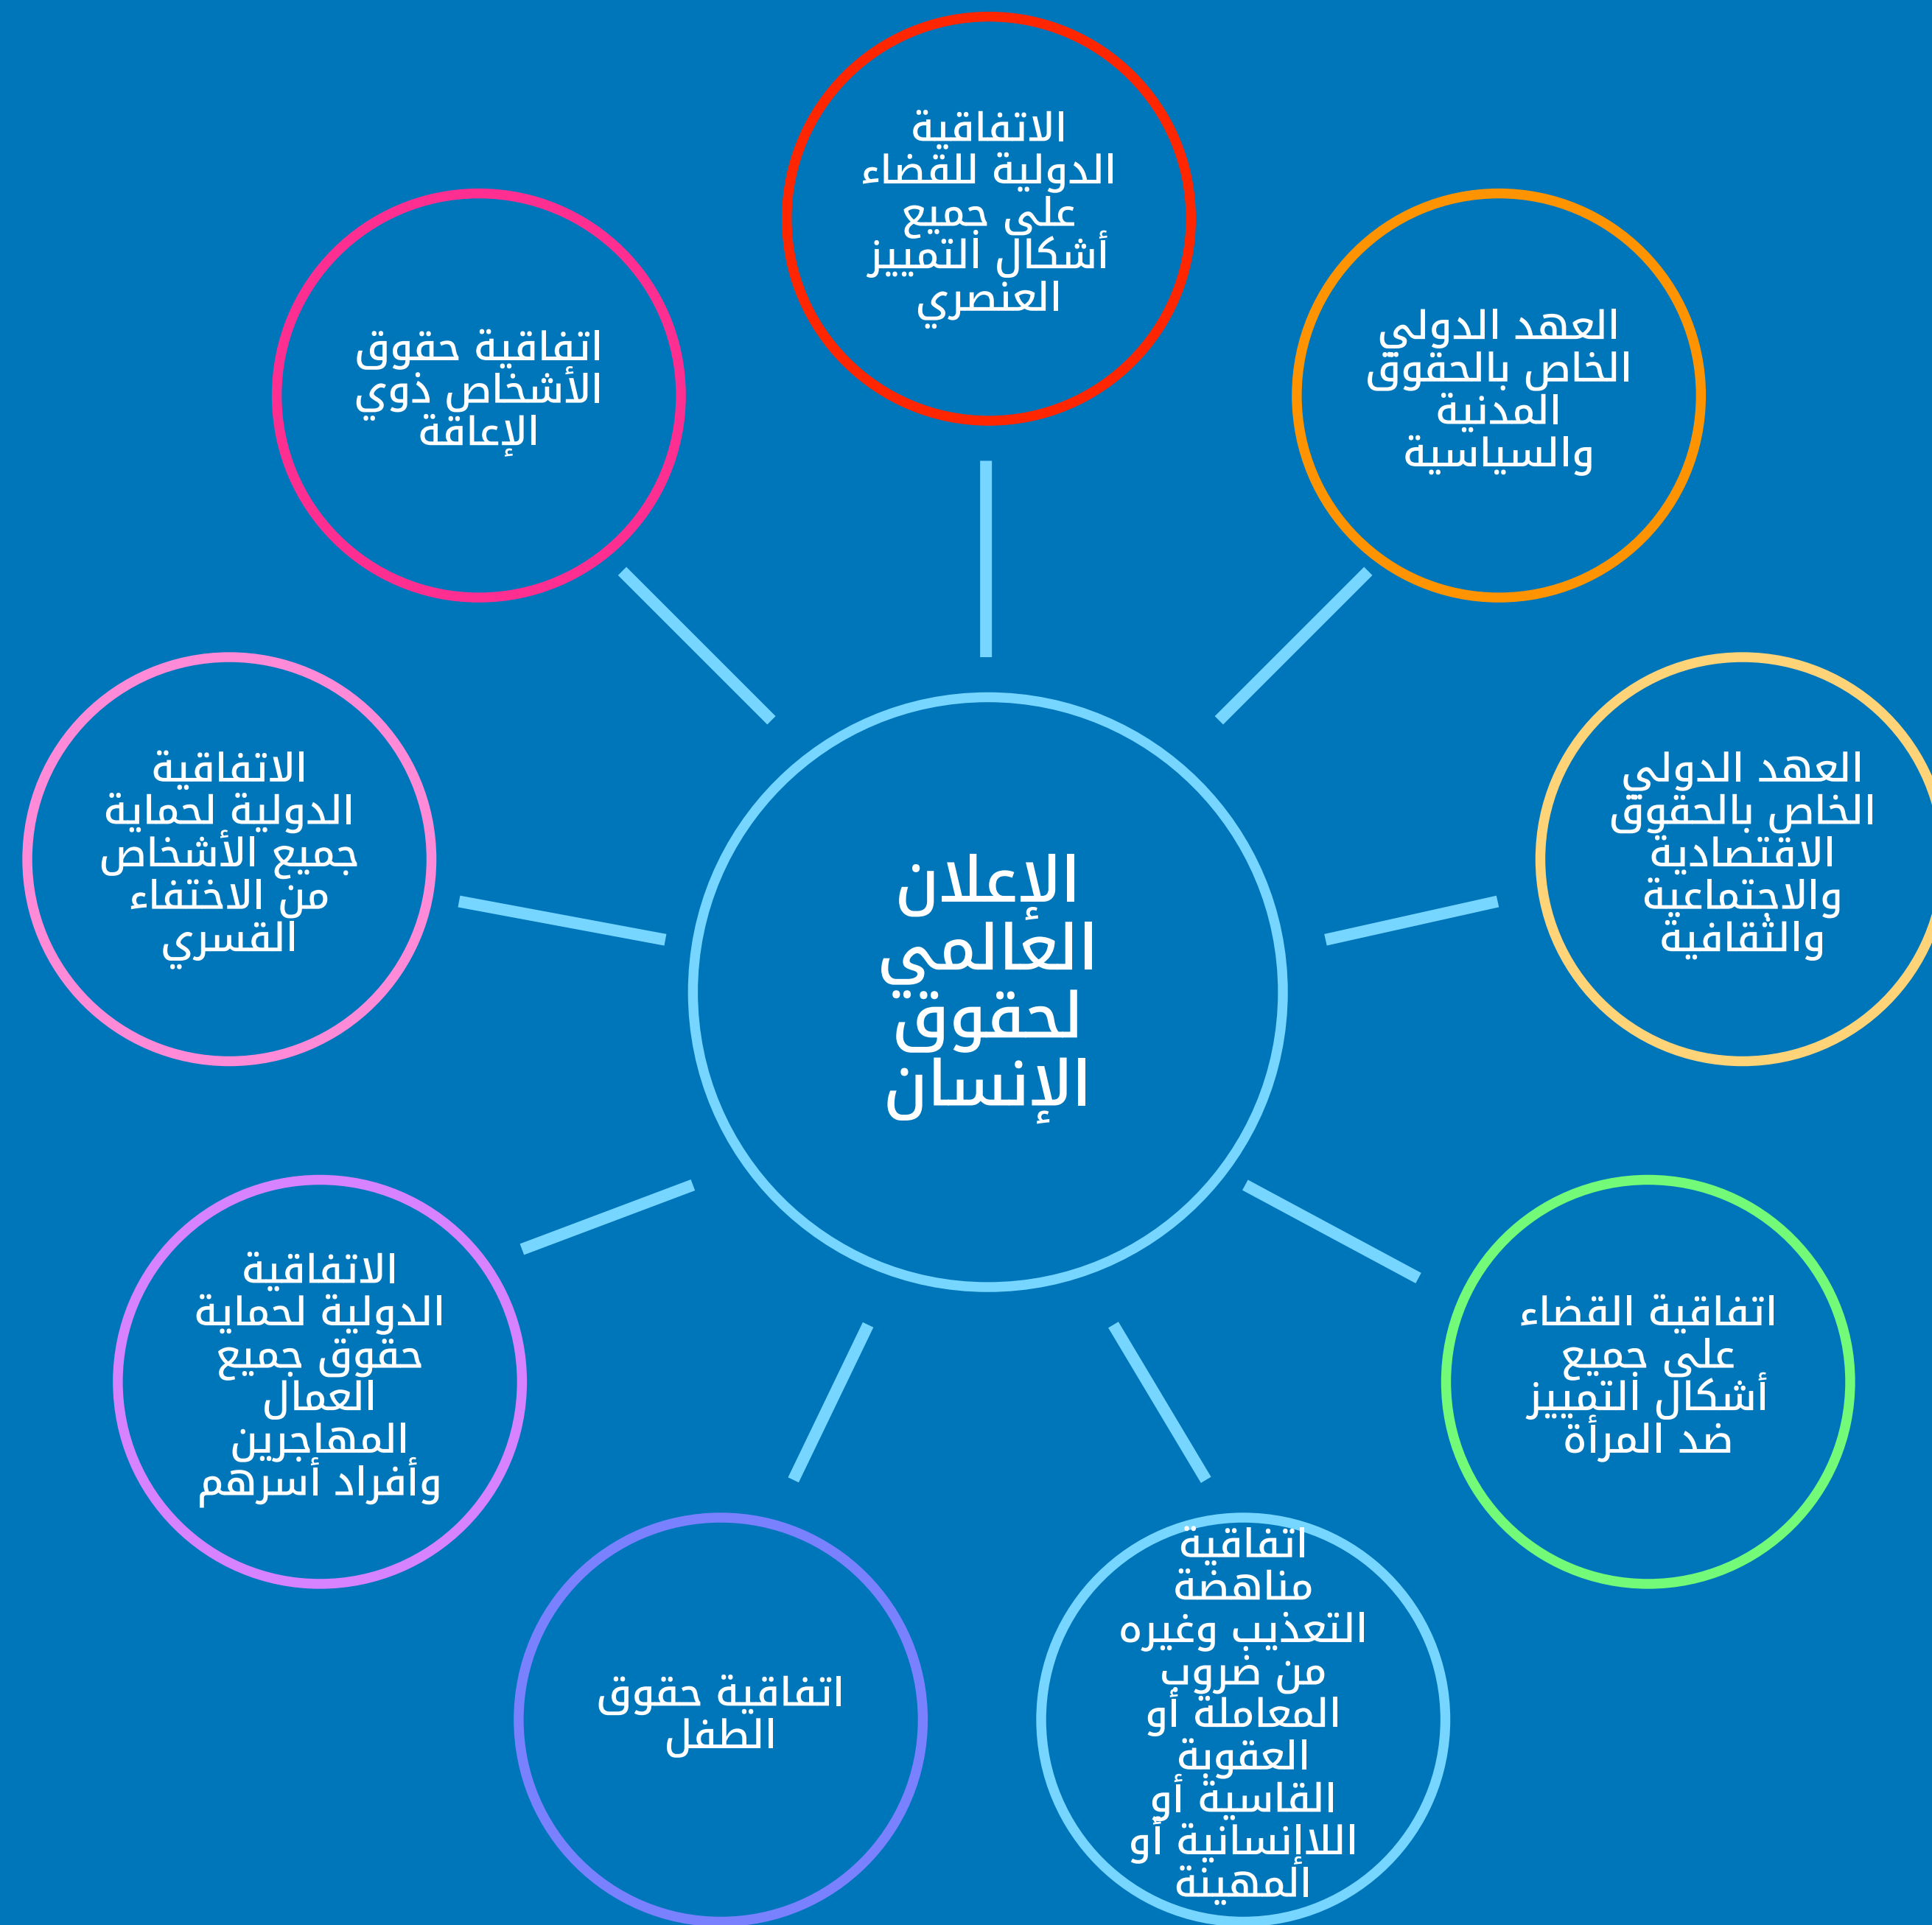 الاتفاقية
الدولية للقضاء
على جميع
أشكال التمييز
العنصري
العهد الدولي
الخاص بالحقوق
المدنية
والسياسية
العهد الدولي
الخاص بالحقوق
الاقتصادية
والاجتماعية
والثقافية
اتفاقية القضاء
على جميع
أشكال التمييز
ضد المرأة
اتفاقية
مناهضة
التعذيب وغيره
من ضروب
المعاملة أو
العقوبة
القاسية أو
اللاإنسانية أو
المهينة
اتفاقية حقوق
الطفل
الاتفاقية
الدولية لحماية
حقوق جميع
العمال
المهاجرين
وأفراد أسرهم
الاتفاقية
الدولية لحماية
جميع الأشخاص
من الاختفاء
القسري
اتفاقية حقوق
الأشخاص ذوي
الإعاقة
الإعلان
العالمي
لحقوق
الإنسان